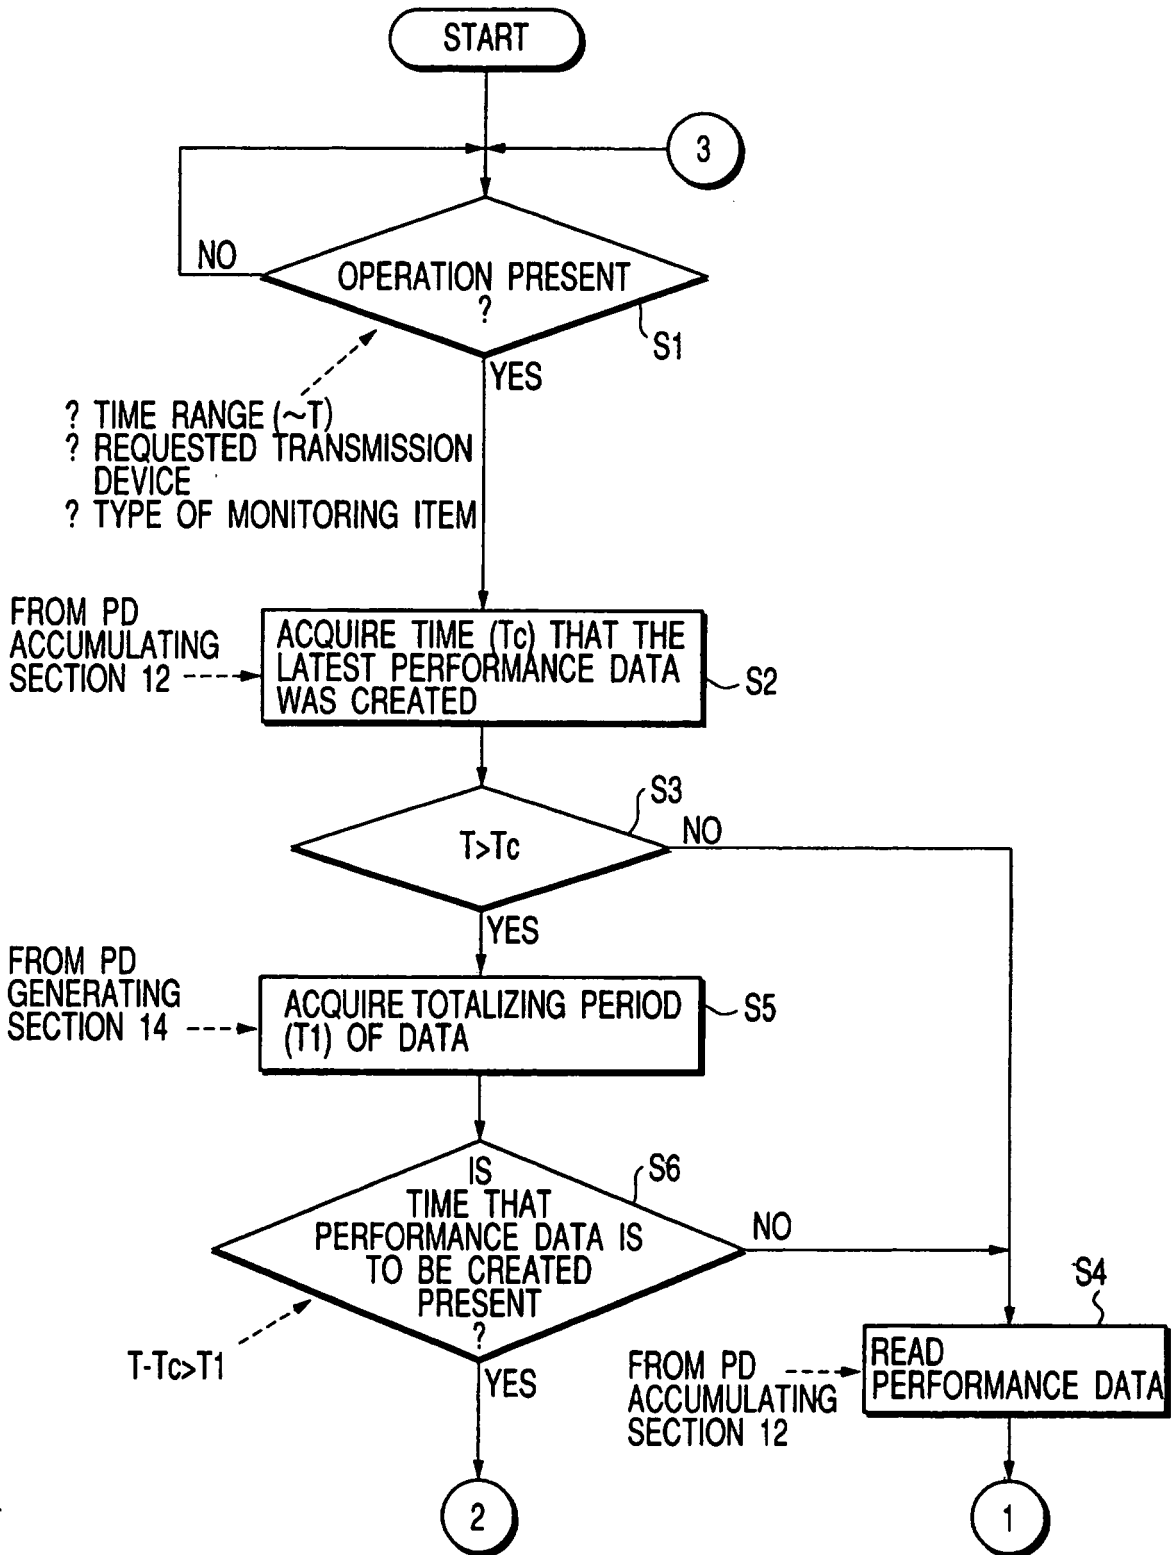 START
3
NO
OPERATION PRESENT
?
S1
YES
? TIME RANGE (~T)
? REQUESTED TRANSMISSION
DEVICE
? TYPE OF MONITORING ITEM
FROM PD
ACCUMULATING
SECTION 12
ACQUIRE TIME (Tc) THAT THE
LATEST PERFORMANCE DATA
WAS CREATED
S2
S3
T>Tc
NO
YES
FROM PD
GENERATING
SECTION 14
ACQUIRE TOTALIZING PERIOD
(T1) OF DATA
S5
IS
TIME THAT
PERFORMANCE DATA IS
TO BE CREATED
PRESENT
?
S6
NO
T-Tc>T1
YES
S4
READ
PERFORMANCE DATA
FROM PD
ACCUMULATING
SECTION 12
2
1